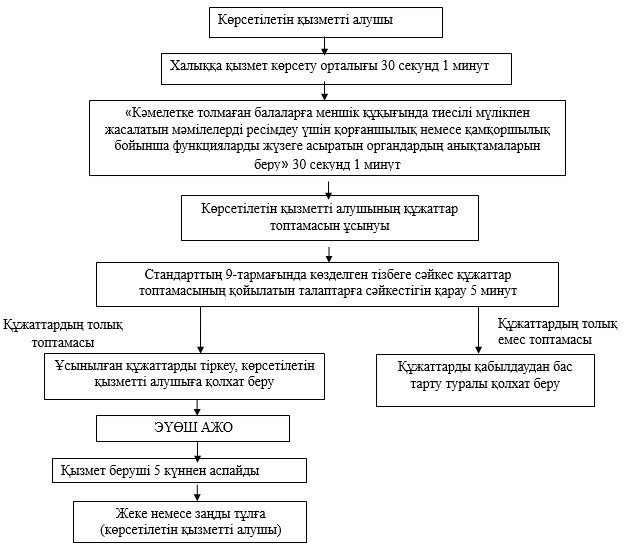 Көрсетілетін қызметті алушы
Халыққа қызмет көрсету орталығы 30 секунд 1 минут
«Кәмелетке толмаған балаларға меншік құқығында тиесілі мүлікпен
жасалатын мәмілелерді ресімдеу үшін қорғаншылық немесе қамқоршылық
бойынша функцияларды жүзеге асыратын органдардың анықтамаларын
беру» 30 секунд 1 минут
Көрсетілетін қызметті алушының құжаттар
топтамасын ұсынуы
Стандарттың 9-тармағында көзделген тізбеге сәйкес құжаттар
топтамасының қойылатын талаптарға сәйкестігін қарау 5 минут
Құжаттардың толық
топтамасы
Құжаттардың толық
емес топтамасы
Ұсынылған құжаттарды тіркеу, көрсетілетін
қызметті алушыға қолхат беру
Құжаттарды қабылдаудан бас
тарту туралы қолхат беру
ЭҮӨШ АЖО
Қызмет беруші 5 күннен аспайды
Жеке немесе заңды тұлға
(көрсетілетін қызметті алушы)